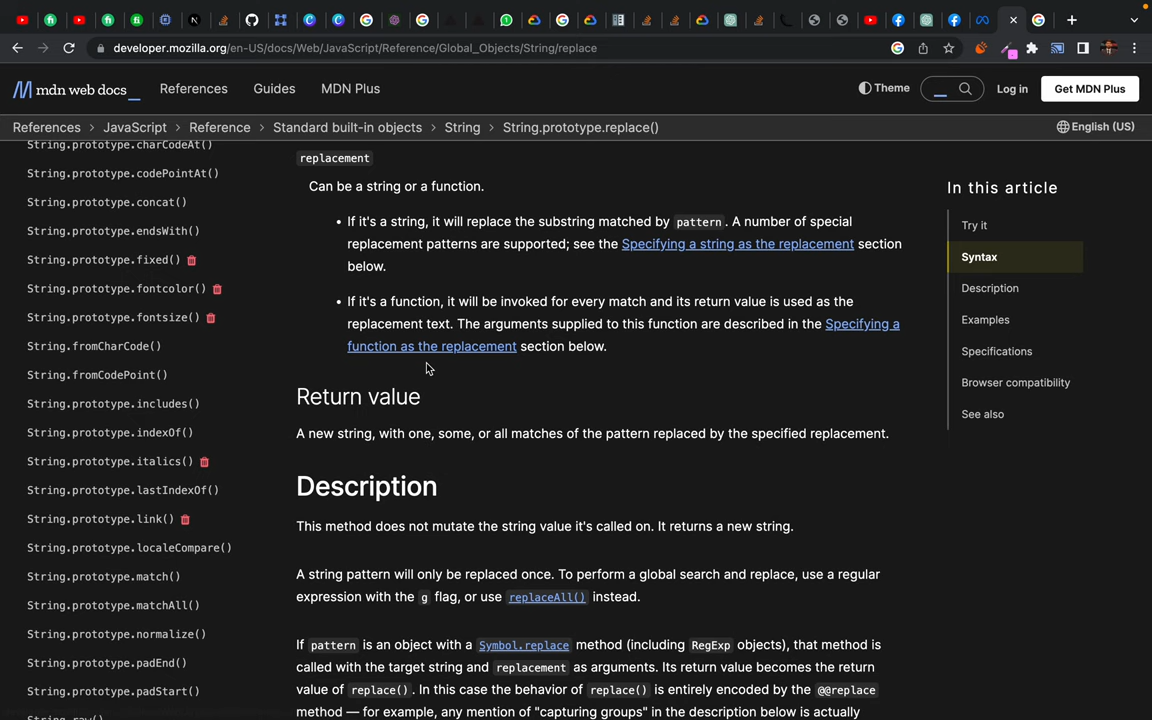 developer.mozilla.org/en-US/docs/Web/JavaScript/Reference/Global_Objects/String/replace
mdn web docs_
References
Guides
MDN Plus
Theme
Log in
Get MDN Plus
References > JavaScript > Reference > Standard built-in objects > String > String.prototype.replace()
English (US)
String.prototype.charCodeAt()
String.prototype.codePointAt()
String.prototype.concat()
String.prototype.endsWith()
String.prototype.fixed()
String.prototype.fontcolor()
String.prototype.fontsize()
String.fromCharCode()
String.fromCodePoint()
String.prototype.includes()
String.prototype.indexOf()
String.prototype.italics()
String.prototype.lastIndexOf()
String.prototype.link()
String.prototype.localeCompare()
String.prototype.match()
String.prototype.matchAll()
String.prototype.normalize()
String.prototype.padEnd()
String.prototype.padStart()
replacement
Can be a string or a function.
• If it's a string, it will replace the substring matched by pattern. A number of special
replacement patterns are supported; see the Specifying a string as the replacement section
below.
• If it's a function, it will be invoked for every match and its return value is used as the
replacement text. The arguments supplied to this function are described in the Specifying a
function as the replacement section below.
Return value
A new string, with one, some, or all matches of the pattern replaced by the specified replacement.
Description
This method does not mutate the string value it's called on. It returns a new string.
A string pattern will only be replaced once. To perform a global search and replace, use a regular
expression with the g flag, or use replaceAll() instead.
If pattern is an object with a Symbol.replace method (including RegExp objects), that method is
called with the target string and replacement as arguments. Its return value becomes the return
value of replace(). In this case the behavior of replace() is entirely encoded by the @@replace
method — for example, any mention of "capturing groups" in the description below is actually
In this article
Try it
Syntax
Description
Examples
Specifications
Browser compatibility
See also